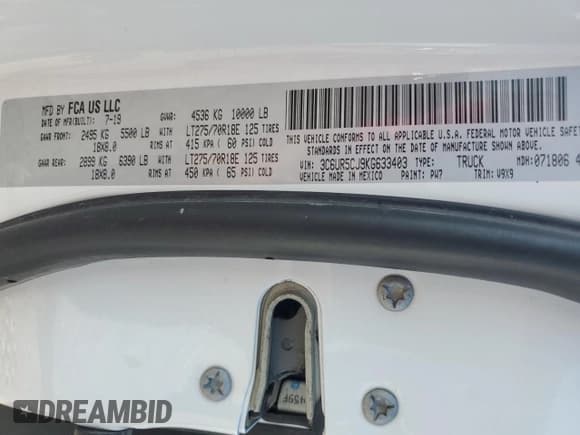 MFD BY FCA US LLC
DATE OF MFR(BUILT): 7-19
GVWR: 4536 KG 10000 LB
GAWR FRONT: 2495 KG 5500 LB WITH LT275/70R18E 125 TIRES
18X8.0 RIMS AT 415 KPA ( 60 PSI) COLD
GAWR REAR: 2899 KG 6390 LB WITH LT275/70R18E 125 TIRES
18X8.0 RIMS AT 450 KPA ( 65 PSI) COLD
THIS VEHICLE CONFORMS TO ALL APPLICABLE U.S.A. FEDERAL MOTOR VEHICLE SAFET
STANDARDS IN EFFECT ON THE DATE OF MANUFACTURE SHOWN ABOVE.
VIN: 3C6UR5CJ9KG633403 TYPE: TRUCK MDH: 071806 4
VEHICLE MADE IN MEXICO PAINT: PW7 TRIM: V9X9
459F
DREAMBID